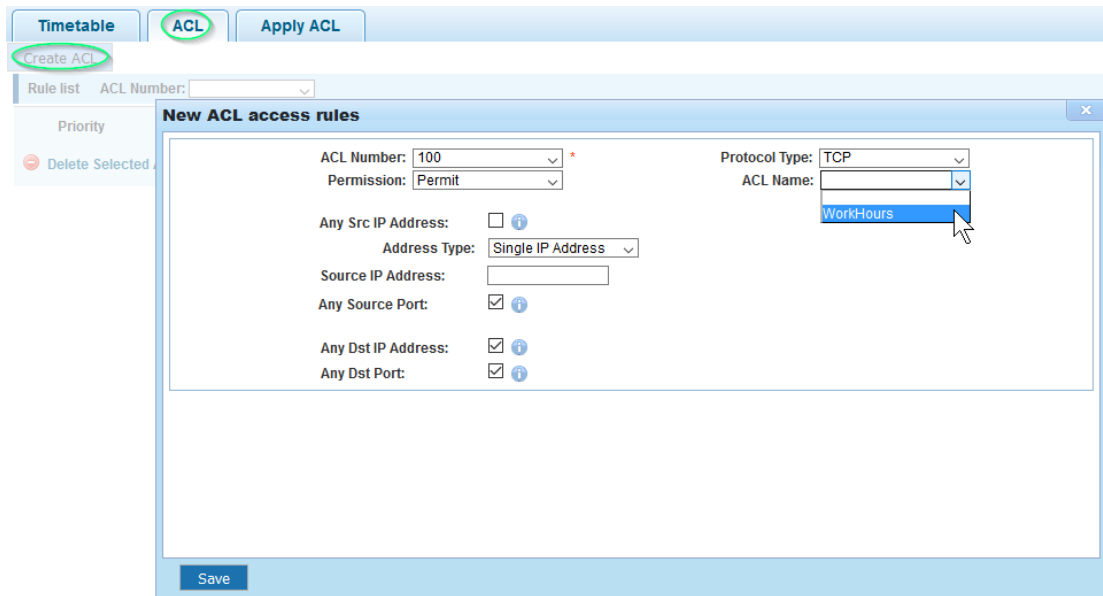 Timetable ACL Apply ACL
Create ACL
Rule list ACL Number:
New ACL access rules
Priority
Delete Selected
ACL Number: 100 * Protocol Type: TCP
Permission: Permit ACL Name:
WorkHours
Any Src IP Address:
Address Type: Single IP Address
Source IP Address:
Any Source Port:
Any Dst IP Address:
Any Dst Port:
Save